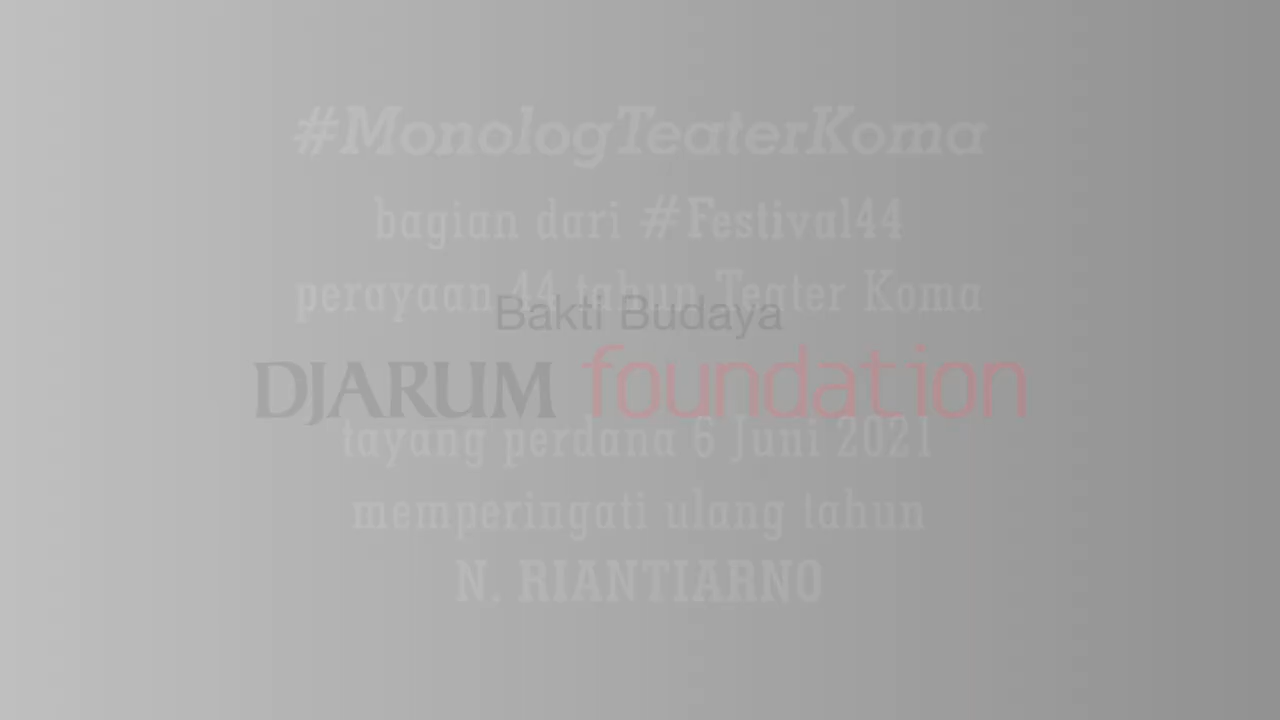 #MonologTeaterKoma
bagian dari #Festival44
perayaan 44 tahun Teater Koma
Bakti Budaya
DJARUM foundation
tayang perdana 6 Juni 2021
memperingati ulang tahun
N. RIANTIARNO